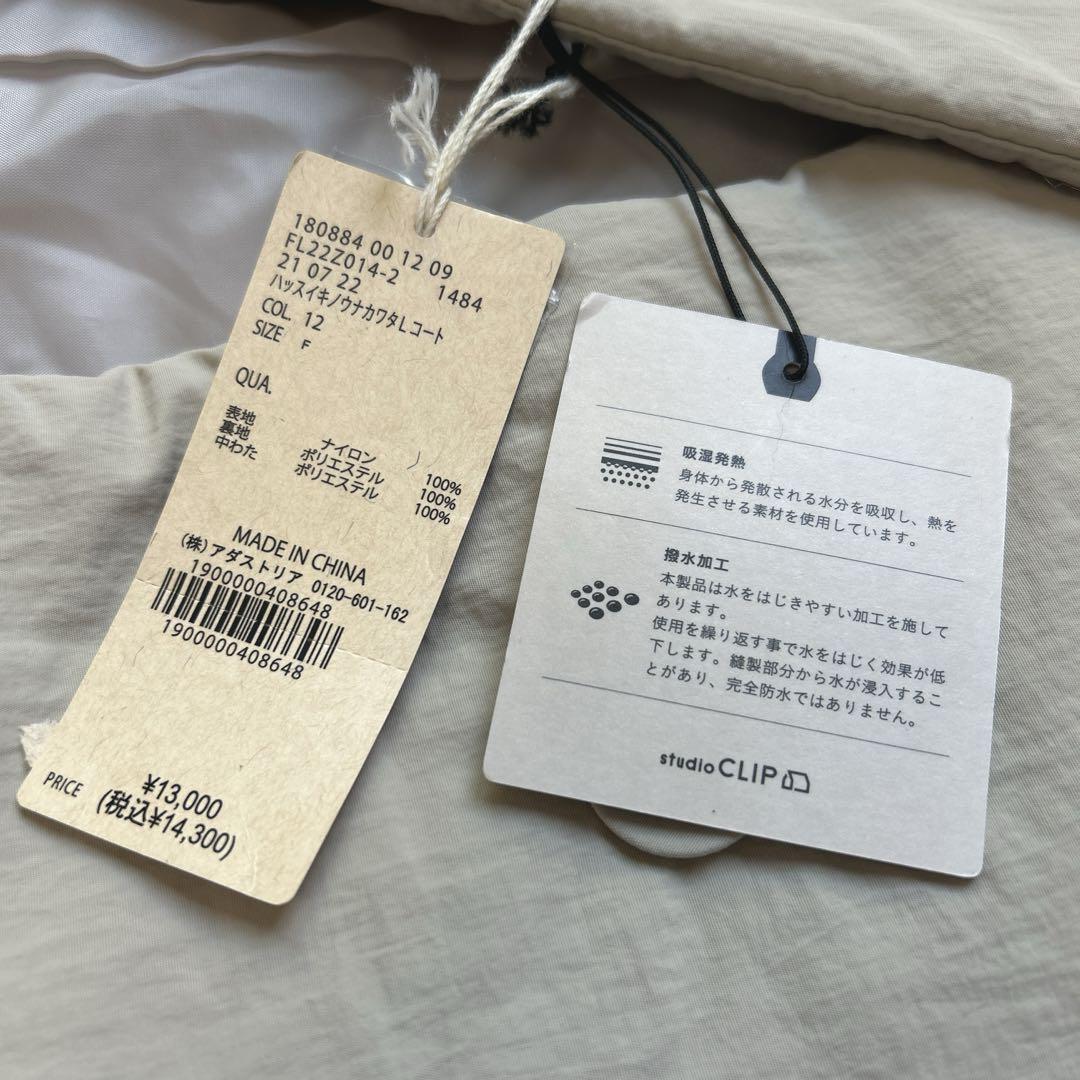 180884 00 12 09
FL22Z014-2 1484
21 07 22
ハッスイキノウナカワタLコート
COL. 12
SIZE F
QUA.
表地 ナイロン 100%
裏地 ポリエステル 100%
中わた ポリエステル 100%
MADE IN CHINA
(株)アダストリア 0120-601-162
1900000408648
1900000408648
PRICE ¥13,000
(税込¥14,300)
吸湿発熱
身体から発散される水分を吸収し、熱を
発生させる素材を使用しています。
撥水加工
本製品は水をはじきやすい加工を施して
あります。
使用を繰り返す事で水をはじく効果が低
下します。縫製部分から水が浸入するこ
とがあり、完全防水ではありません。
studio CLIP